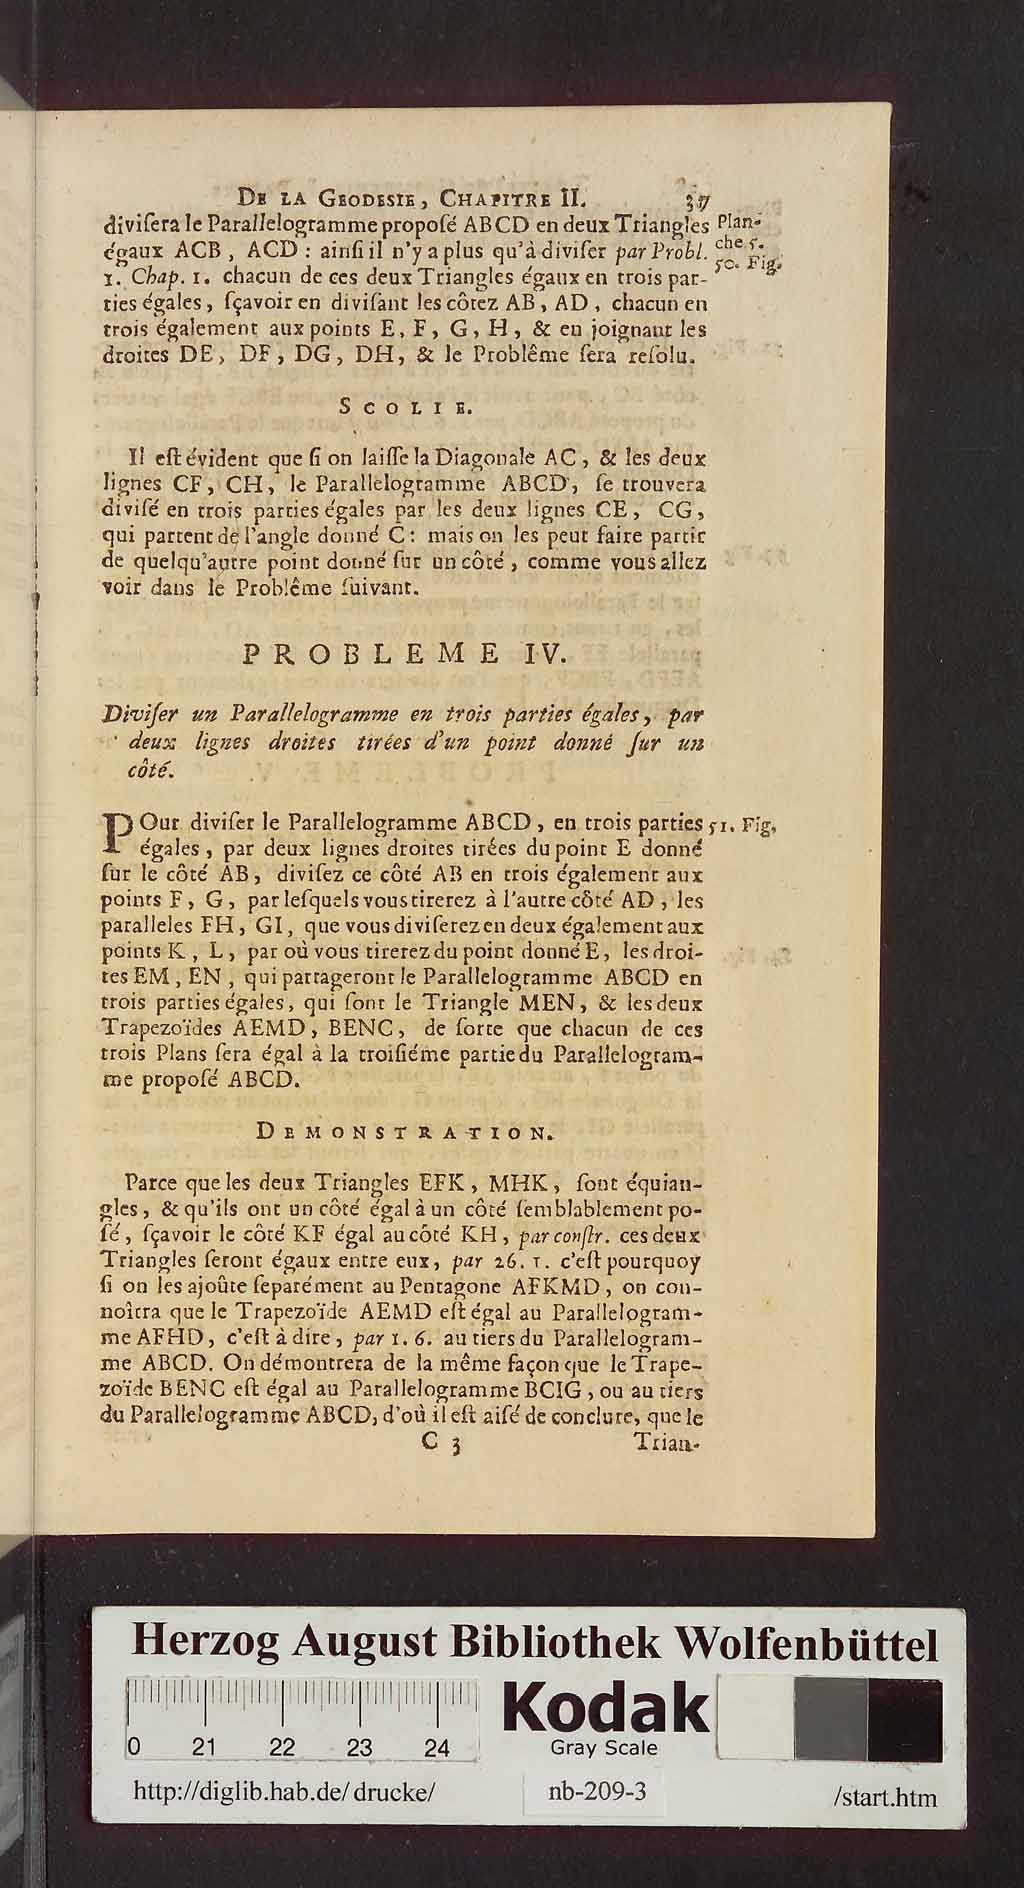 DE LA GEODESIE, CHAPITRE II. 37
diviſera le Parallelogramme propoſé ABCD en deux Triangles
égaux ACB, ACD : ainſi il n'y a plus qu'à diviſer par Probl.
1. Chap. 1. chacun de ces deux Triangles égaux en trois par-
ties égales, ſçavoir en diviſant les côtez AB, AD, chacun en
trois également aux points E, F, G, H, & en joignant les
droites DE, DF, DG, DH, & le Problême ſera reſolu.
Plan-
che 5.
50. Fig.
SCOLIE.
Il eſt évident que ſi on laiſſe la Diagonale AC, & les deux
lignes CF, CH, le Parallelogramme ABCD, ſe trouvera
diviſé en trois parties égales par les deux lignes CE, CG,
qui partent de l'angle donné C: mais on les peut faire partir
de quelqu'autre point donné ſur un côté, comme vous allez
voir dans le Problême ſuivant.
PROBLEME IV.
Diviſer un Parallelogramme en trois parties égales, par
deux lignes droites tirées d'un point donné ſur un
côté.
POur diviſer le Parallelogramme ABCD, en trois parties 51. Fig.
égales, par deux lignes droites tirées du point E donné
ſur le côté AB, diviſez ce côté AB en trois également aux
points F, G, par leſquels vous tirerez à l'autre côté AD, les
paralleles FH, GI, que vous diviſerez en deux également aux
points K, L, par où vous tirerez du point donné E, les droi-
tes EM, EN, qui partageront le Parallelogramme ABCD en
trois parties égales, qui ſont le Triangle MEN, & les deux
Trapezoïdes AEMD, BENC, de ſorte que chacun de ces
trois Plans ſera égal à la troiſiéme partie du Parallelogram-
me propoſé ABCD.
DEMONSTRATION.
Parce que les deux Triangles EFK, MHK, ſont équian-
gles, & qu'ils ont un côté égal à un côté ſemblablement po-
ſé, ſçavoir le côté KF égal au côté KH, par conſtr. ces deux
Triangles ſeront égaux entre eux, par 26. 1. c'eſt pourquoy
ſi on les ajoûte ſeparément au Pentagone AFKMD, on con-
noîtra que le Trapezoïde AEMD eſt égal au Parallelogram-
me AFHD, c'eſt à dire, par 1. 6. au tiers du Parallelogram-
me ABCD. On démontrera de la même façon que le Trape-
zoïde BENC eſt égal au Parallelogramme BCIG, ou au tiers
du Parallelogramme ABCD, d'où il eſt aiſé de conclure, que le
C 3 Trian-
Herzog August Bibliothek Wolfenbüttel
0 21 22 23 24
Kodak
Gray Scale
http://diglib.hab.de/drucke/ nb-209-3 /start.htm